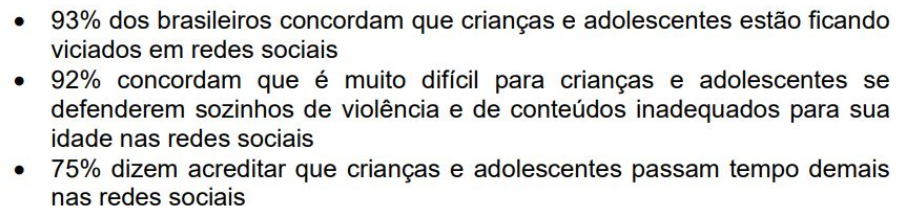 • 93% dos brasileiros concordam que crianças e adolescentes estão ficando
viciados em redes sociais
• 92% concordam que é muito difícil para crianças e adolescentes se
defenderem sozinhos de violência e de conteúdos inadequados para sua
idade nas redes sociais
• 75% dizem acreditar que crianças e adolescentes passam tempo demais
nas redes sociais